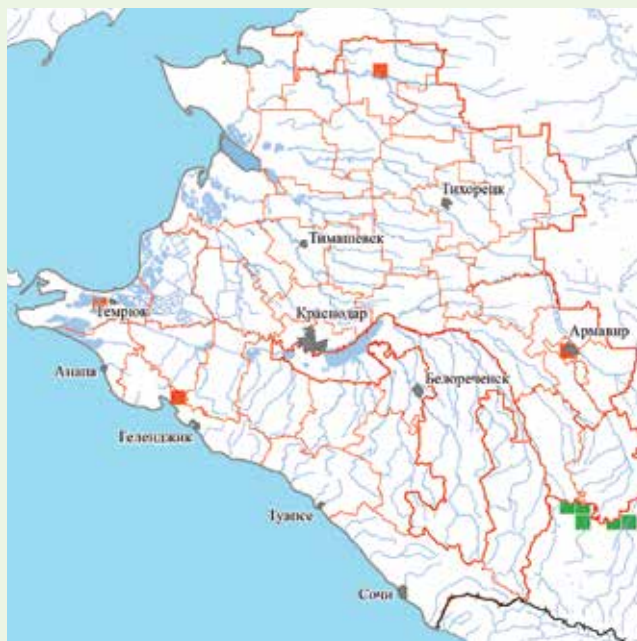 Тихорецк
Тимашевск
Темрюк
Краснодар
Армавир
Анапа
Белореченск
Геленджик
Туапсе
Сочи